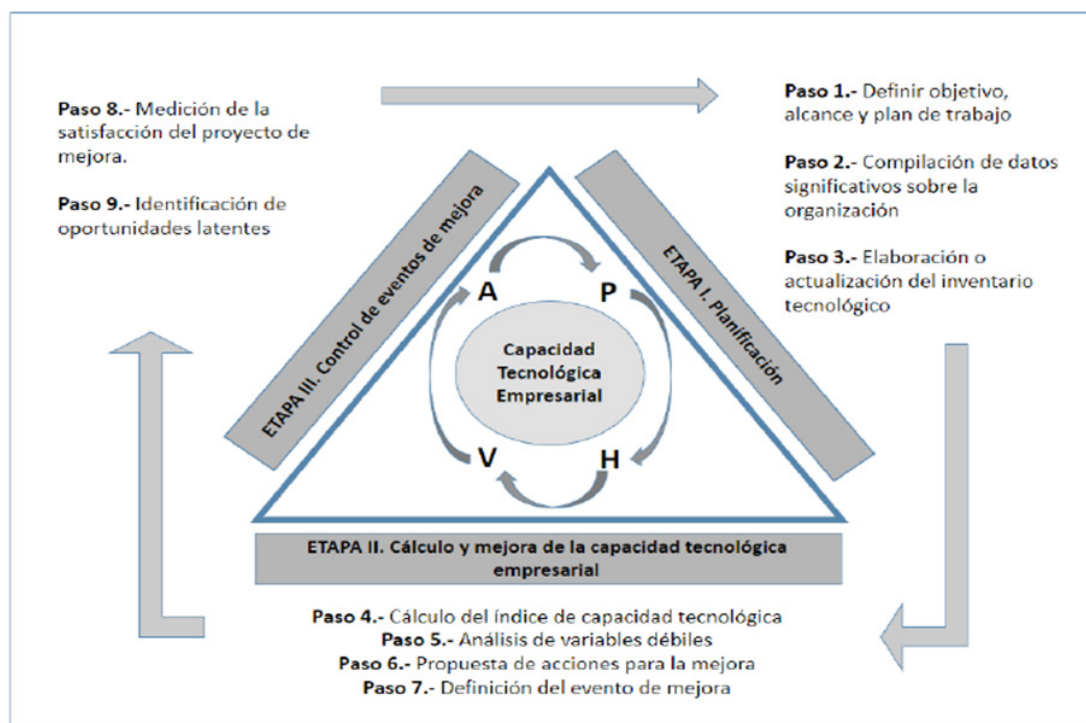 Paso 8.- Medición de la
satisfacción del proyecto de
mejora.
Paso 9.- Identificación de
oportunidades latentes
Paso 1.- Definir objetivo,
alcance y plan de trabajo
Paso 2.- Compilación de datos
significativos sobre la
organización
Paso 3.- Elaboración o
actualización del inventario
tecnológico
ETAPA III. Control de eventos de mejora
ETAPA I. Planificación
A
P
Capacidad
Tecnológica
Empresarial
V
H
ETAPA II. Cálculo y mejora de la capacidad tecnológica
empresarial
Paso 4.- Cálculo del índice de capacidad tecnológica
Paso 5.- Análisis de variables débiles
Paso 6.- Propuesta de acciones para la mejora
Paso 7.- Definición del evento de mejora